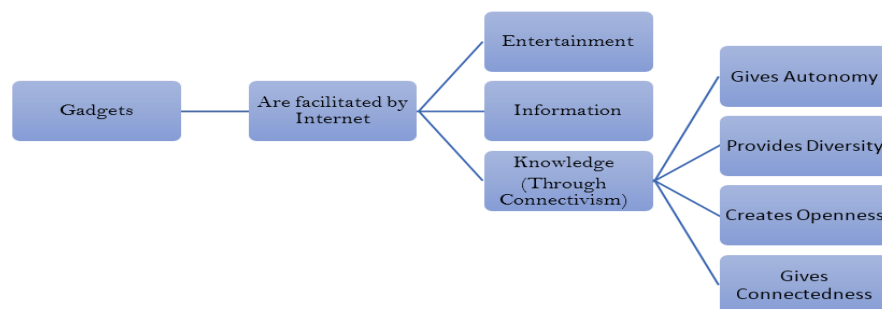 Gadgets
Are facilitated by
Internet
Entertainment
Information
Knowledge
(Through
Connectivism)
Gives Autonomy
Provides Diversity
Creates Openness
Gives
Connectedness